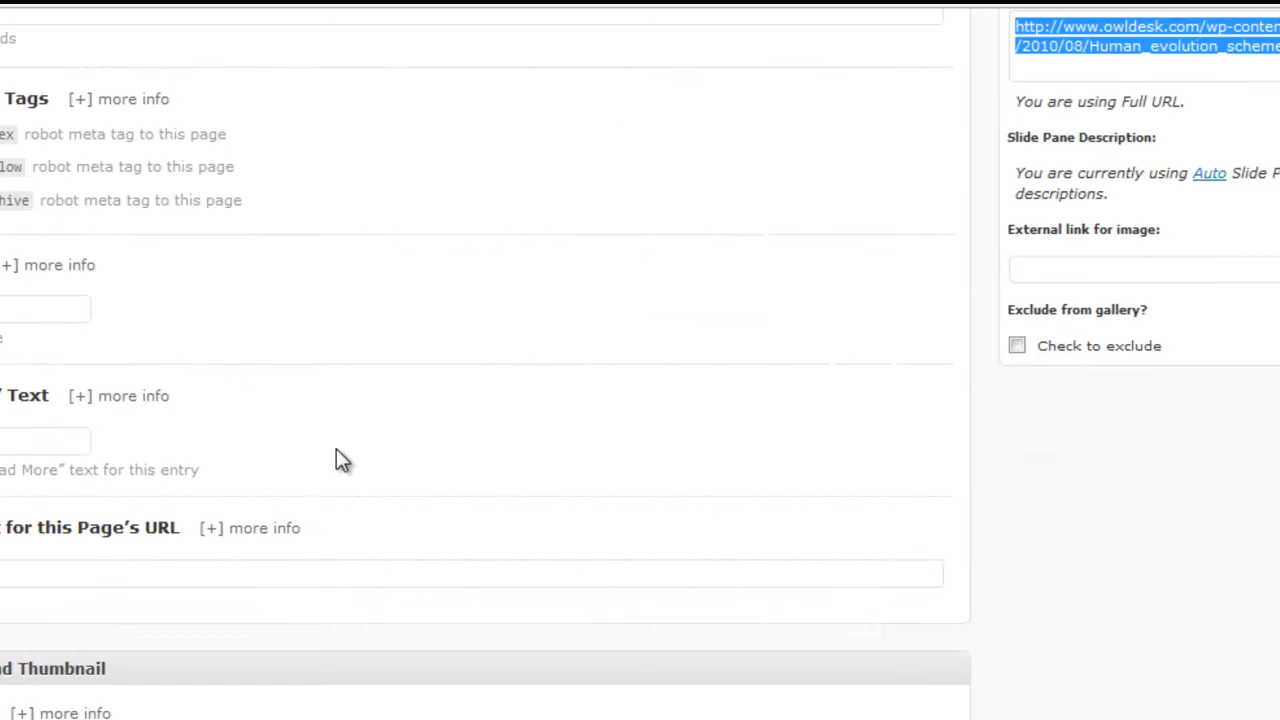 ds
Tags [+] more info
ex robot meta tag to this page
low robot meta tag to this page
hive robot meta tag to this page
+] more info
e
Text [+] more info
ad More” text for this entry
for this Page’s URL [+] more info
nd Thumbnail
[+] more info
http://www.owldesk.com/wp-conten
/2010/08/Human_evolution_scheme
You are using Full URL.
Slide Pane Description:
You are currently using Auto Slide P
descriptions.
External link for image:
Exclude from gallery?
Check to exclude